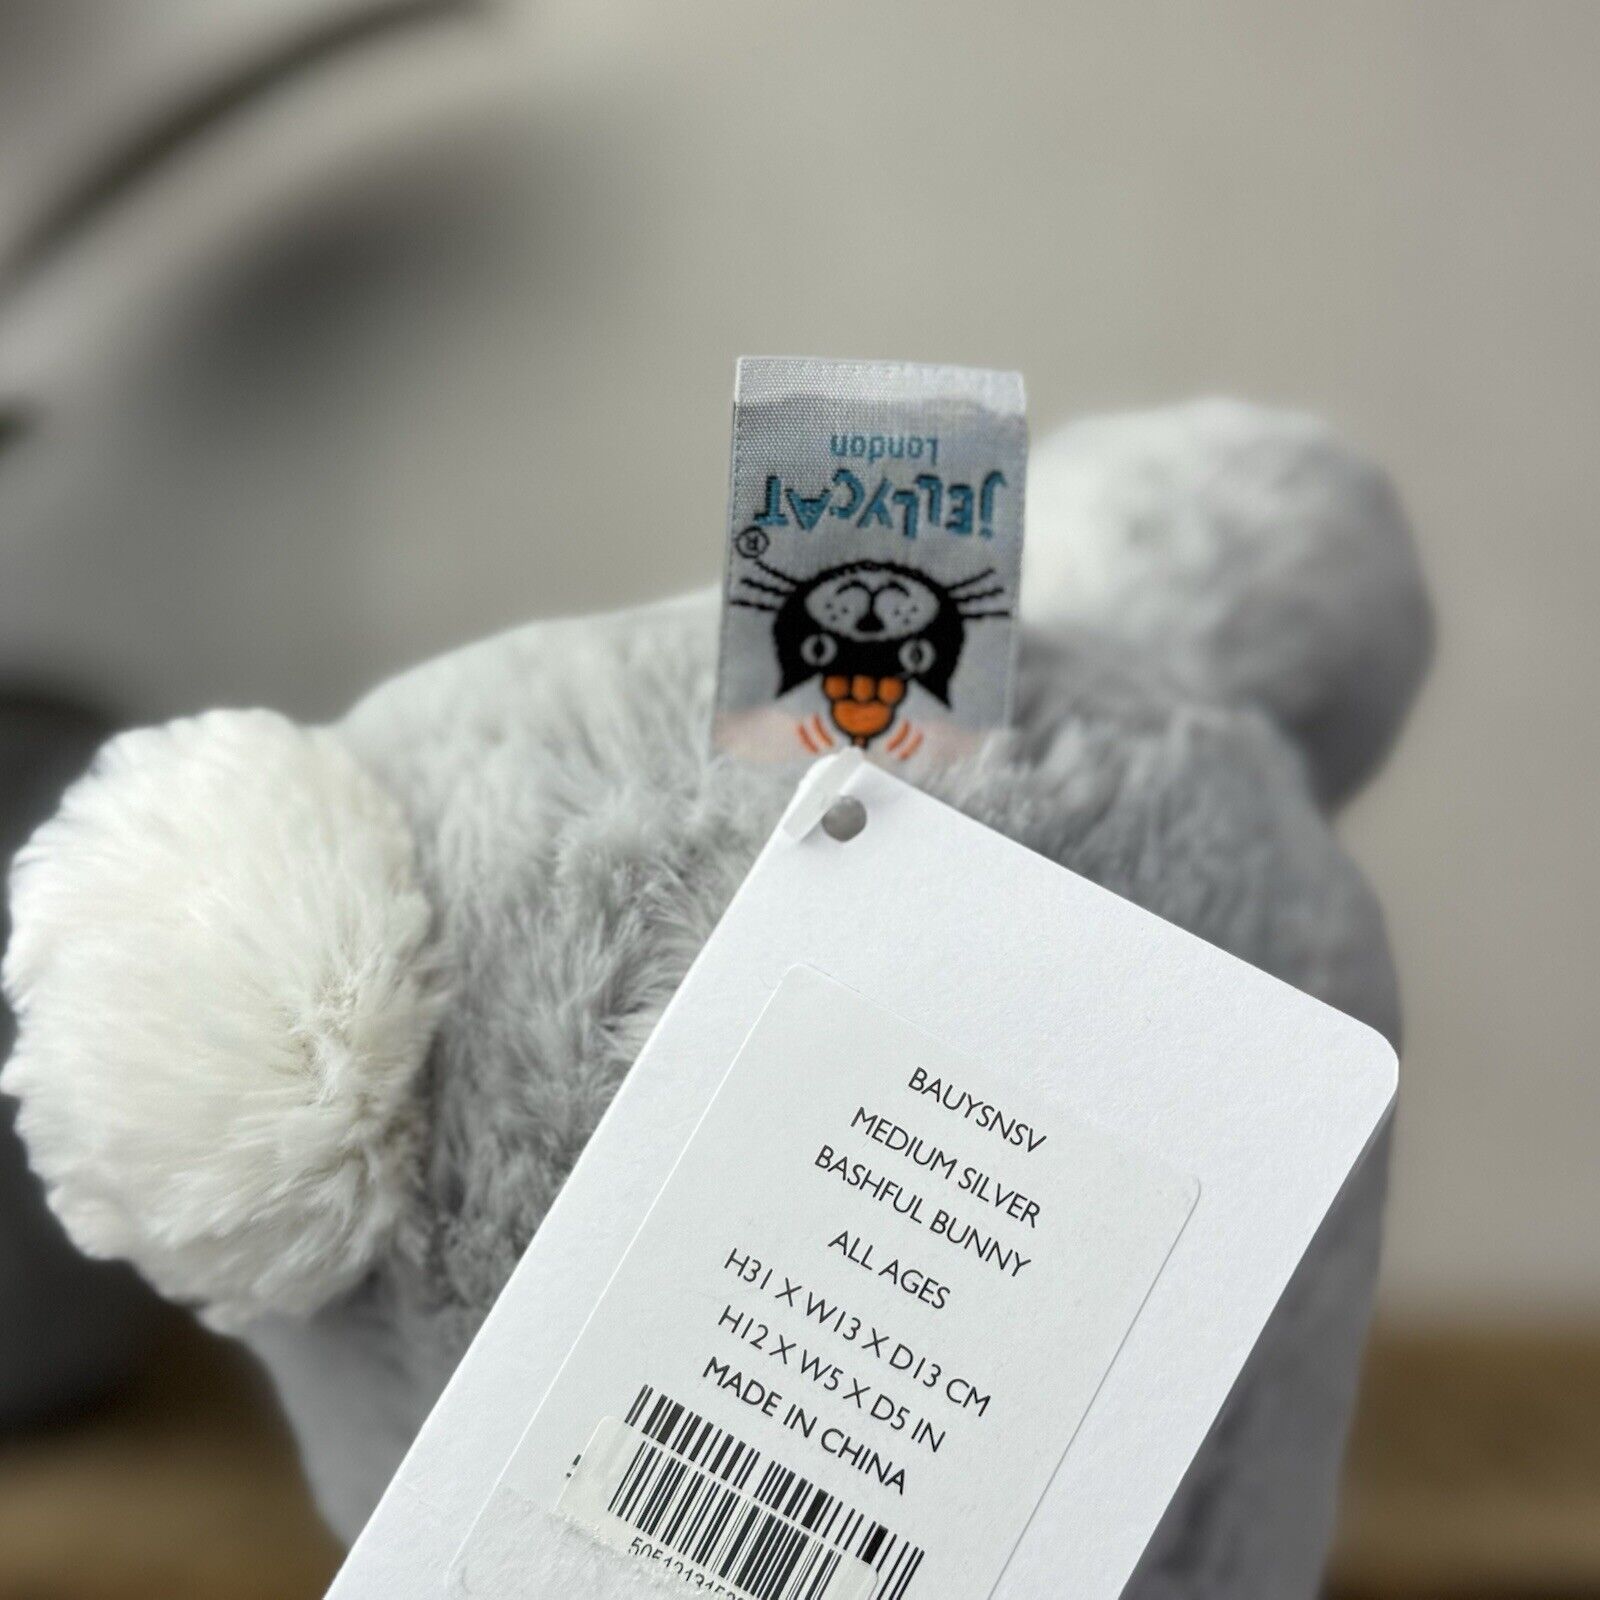 JELLYCAT
London
®
BAUYSNSV
MEDIUM SILVER
BASHFUL BUNNY
ALL AGES
H31 X W13 X D13 CM
H12 X W5 X D5 IN
MADE IN CHINA